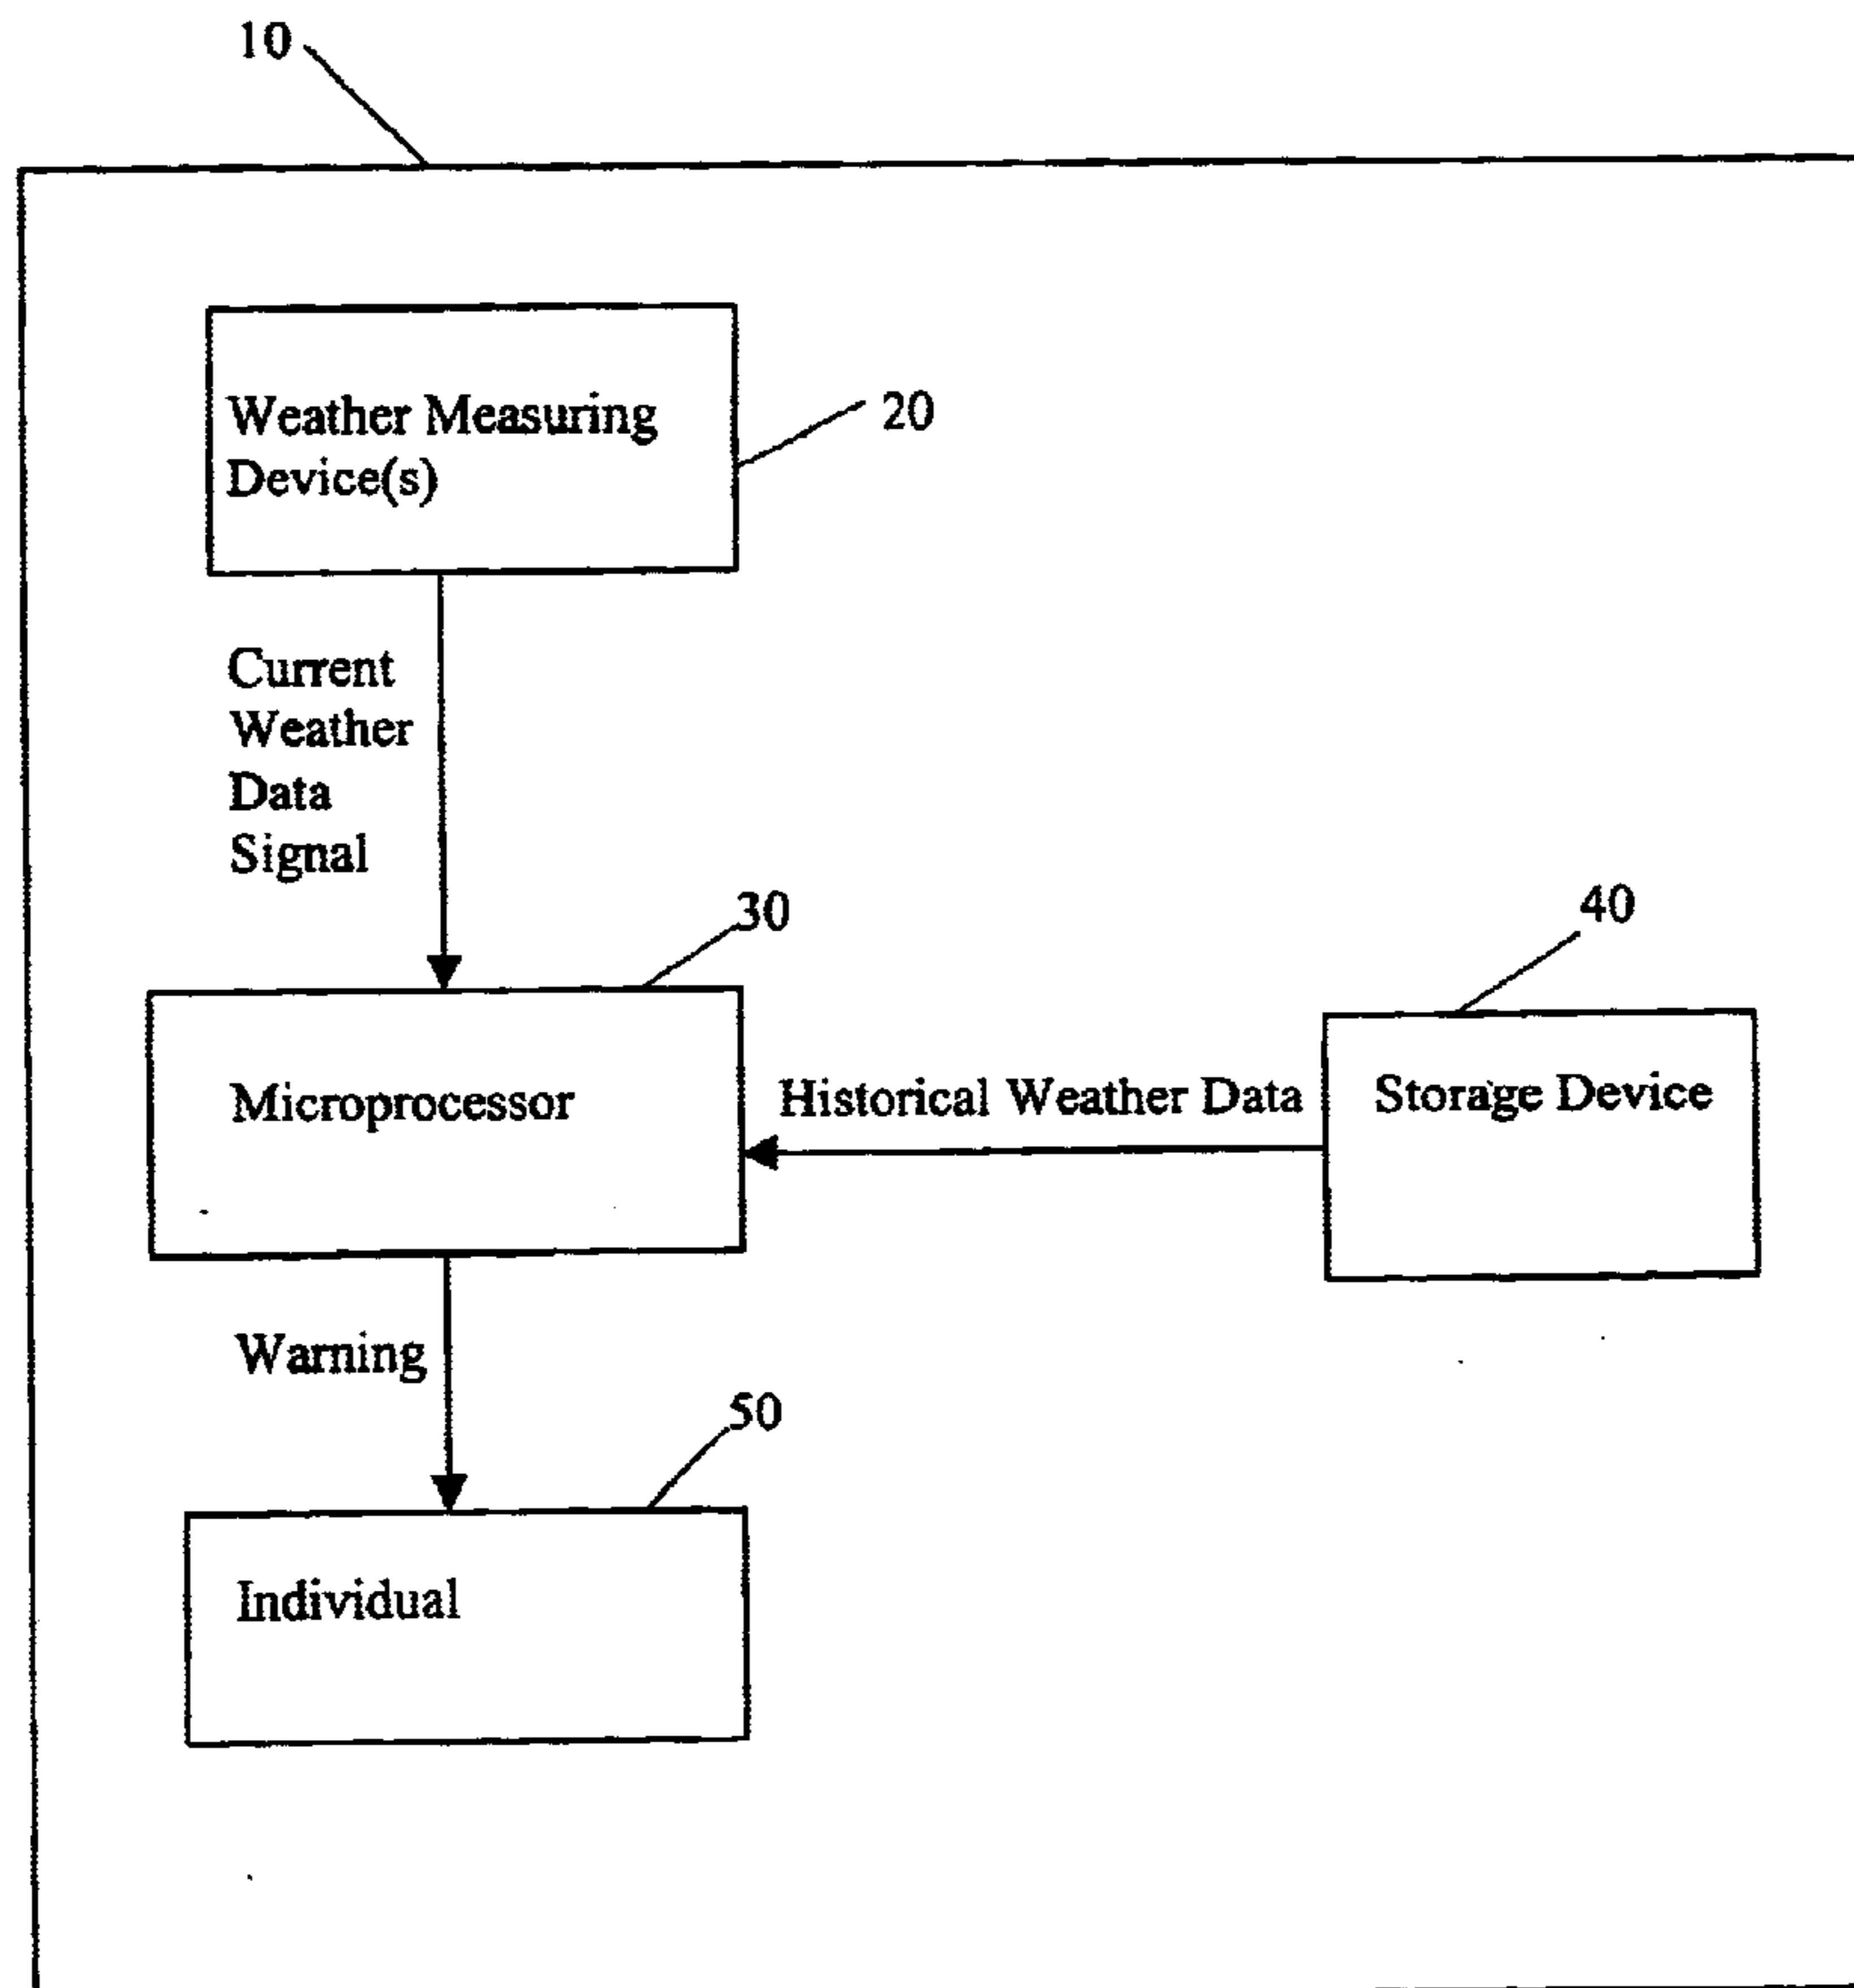 10
Weather Measuring
Device(s)
20
Current
Weather
Data
Signal
30
40
Microprocessor
Historical Weather Data
Storage Device
Warning
50
Individual